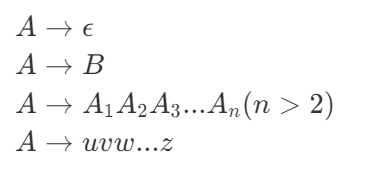 A → ϵ
A → B
A → A₁A₂A₃...Aₙ(n > 2)
A → uvw...z